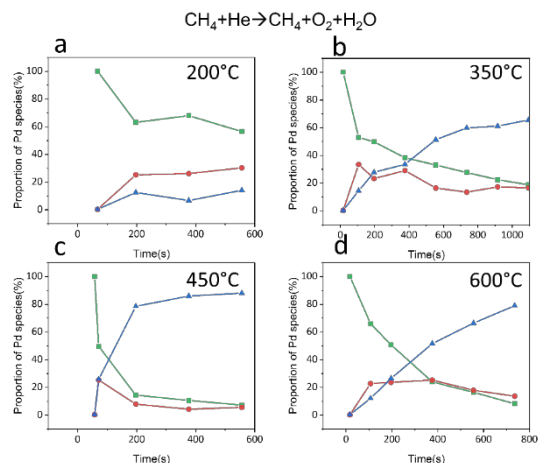 CH₄+He→CH₄+O₂+H₂O
a
200°C
Proportion of Pd species(%)
100
80
60
40
20
0
0 200 400 600
Time(s)
b
350°C
Proportion of Pd species(%)
100
80
60
40
20
0
0 200 400 600 800 1000
Time(s)
c
450°C
Proportion of Pd species(%)
100
80
60
40
20
0
0 200 400 600
Time(s)
d
600°C
Proportion of Pd species(%)
100
80
60
40
20
0
0 200 400 600 800
Time(s)